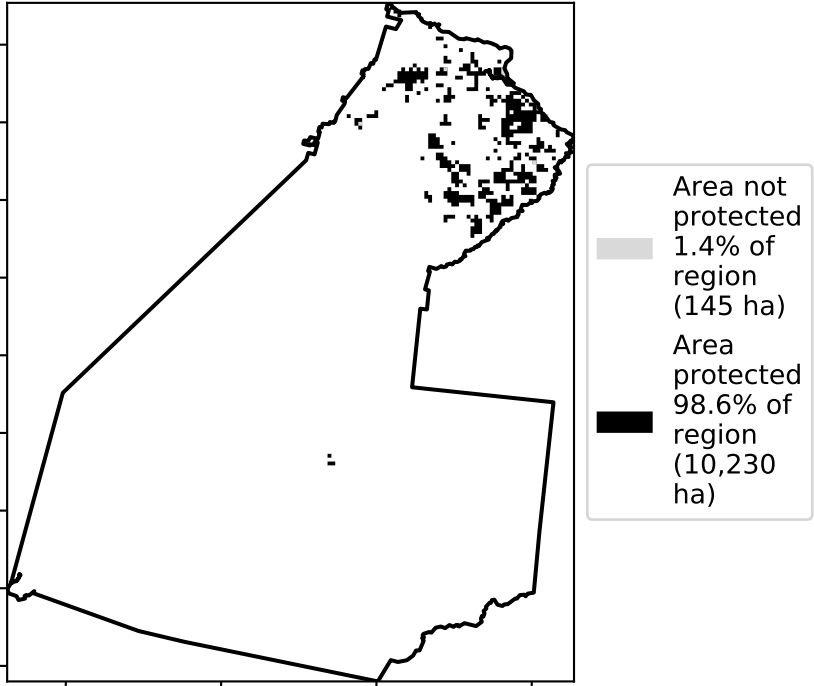 Area not
protected
1.4% of
region
(145 ha)
Area
protected
98.6% of
region
(10,230
ha)